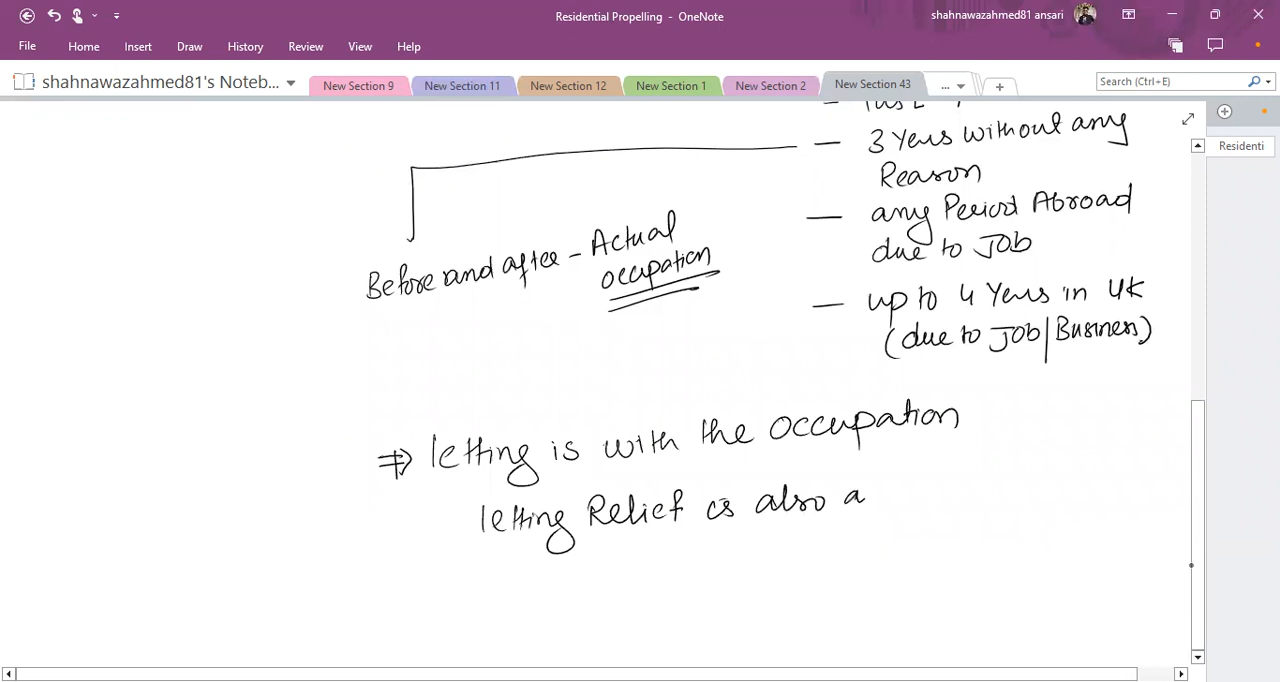 Residential Propelling - OneNote
shahnawazahmed81 ansari
File Home Insert Draw History Review View Help
shahnawazahmed81's Noteb... New Section 9 New Section 11 New Section 12 New Section 1 New Section 2 New Section 43 ... +
Search (Ctrl+E)
Residenti
— 3 Years without any
Reason
— any Period Abroad
due to JOB
— up to 4 Years in UK
(due to JOB/Business)
Before and after - Actual
occupation
⇒ letting is with the occupation
letting Relief is also a